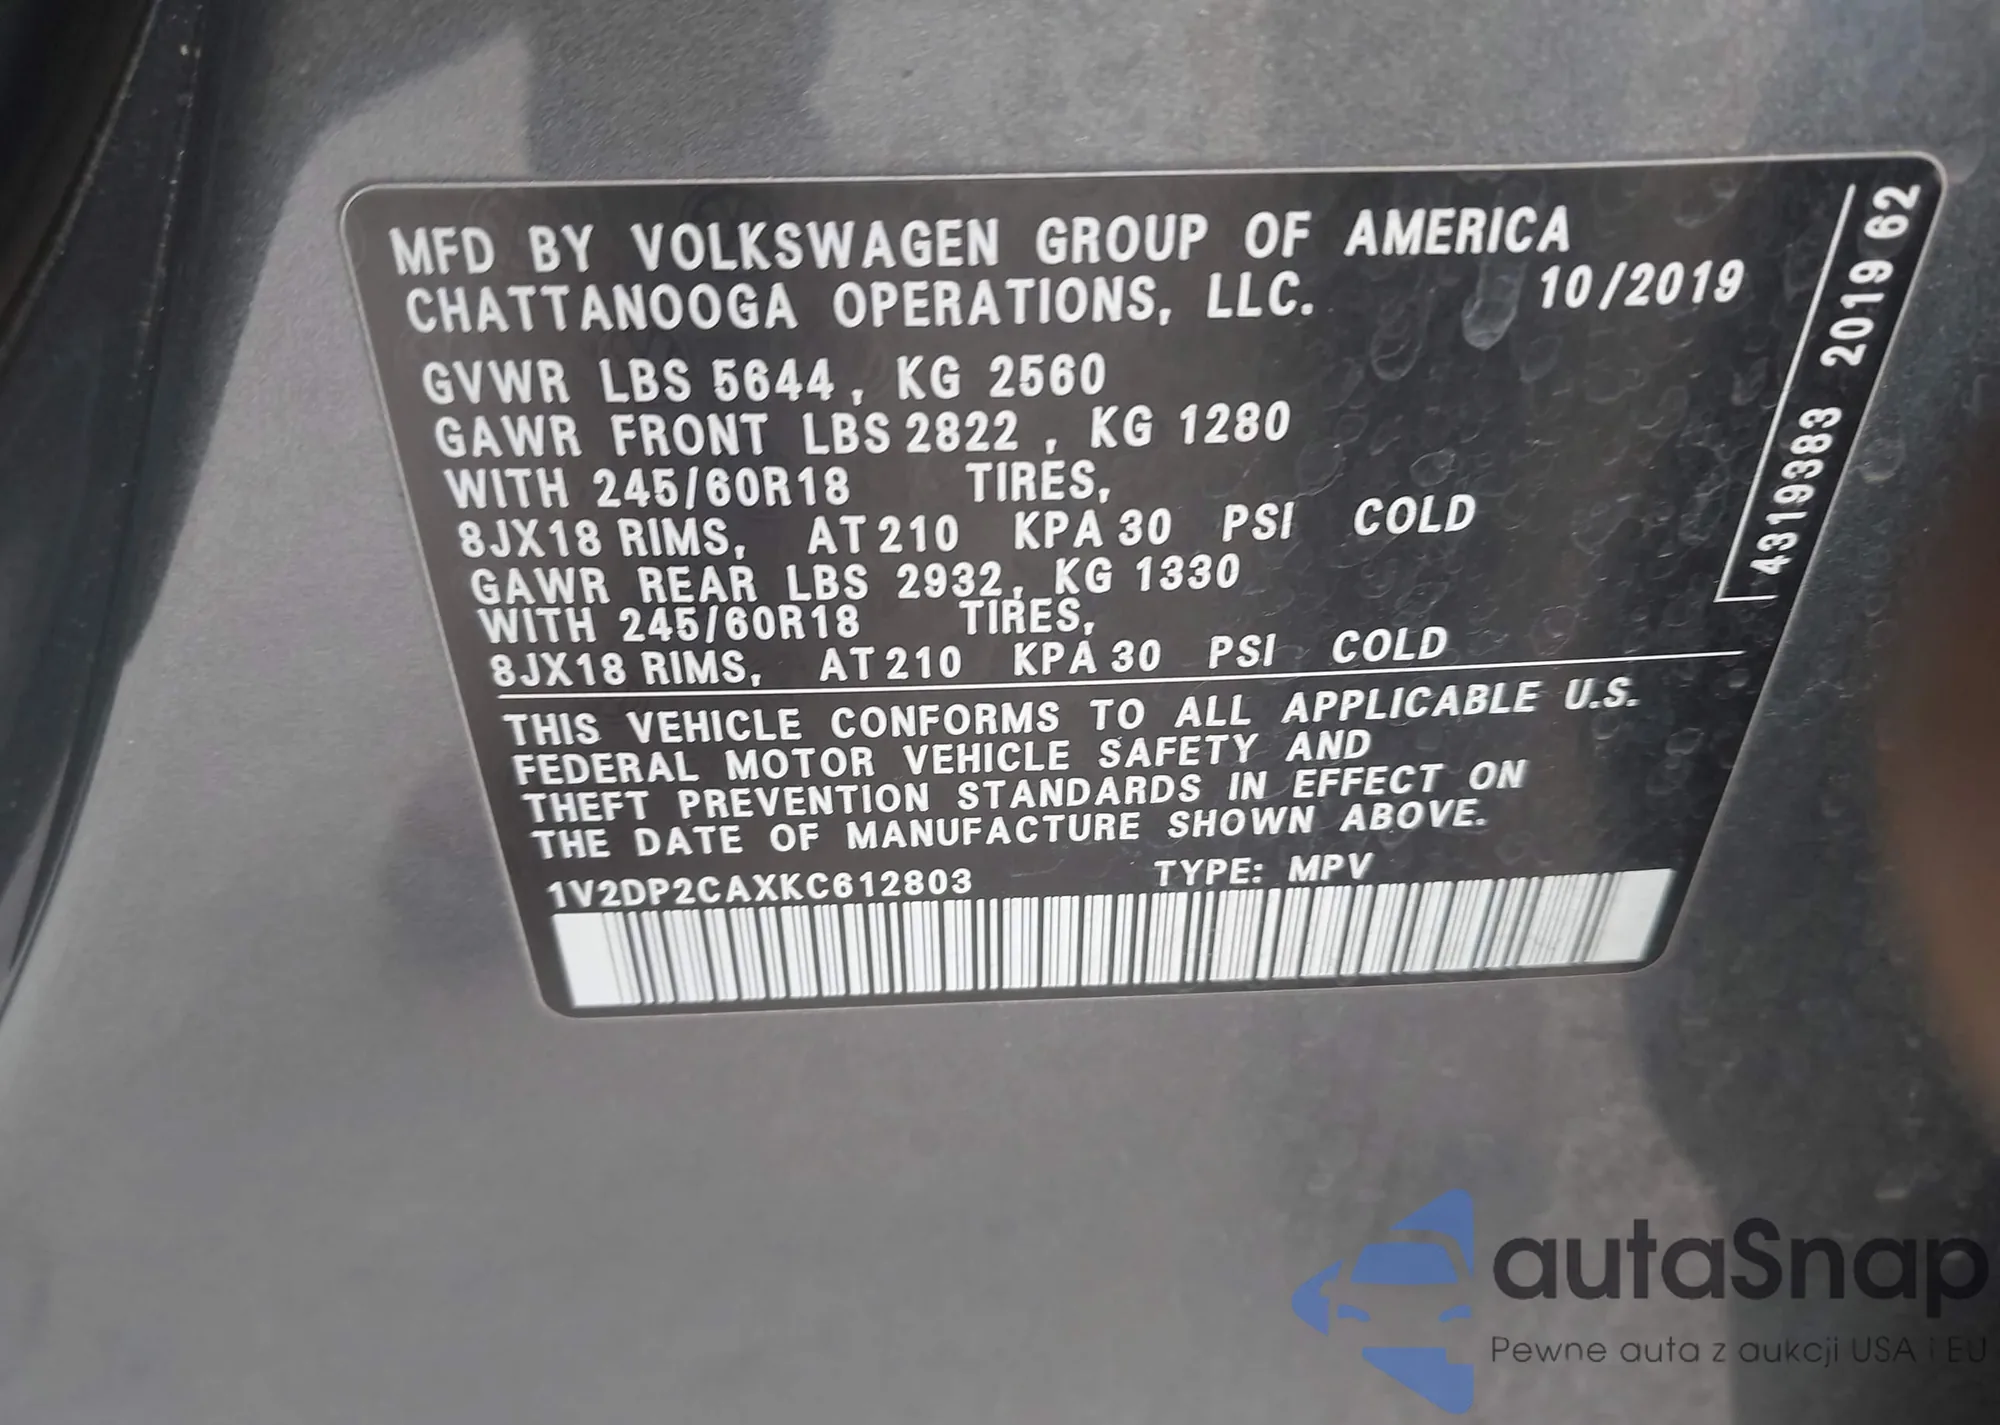 MFD BY VOLKSWAGEN GROUP OF AMERICA
CHATTANOOGA OPERATIONS, LLC. 10/2019
GVWR LBS 5644, KG 2560
GAWR FRONT LBS 2822 , KG 1280
WITH 245/60R18 TIRES,
8JX18 RIMS, AT 210 KPA 30 PSI COLD
GAWR REAR LBS 2932, KG 1330
WITH 245/60R18 TIRES,
8JX18 RIMS, AT 210 KPA 30 PSI COLD
THIS VEHICLE CONFORMS TO ALL APPLICABLE U.S.
FEDERAL MOTOR VEHICLE SAFETY AND
THEFT PREVENTION STANDARDS IN EFFECT ON
THE DATE OF MANUFACTURE SHOWN ABOVE.
1V2DP2CAXKC612803 TYPE: MPV
4319383 2019 62
autaSnap
Pewne auta z aukcji USA i EU